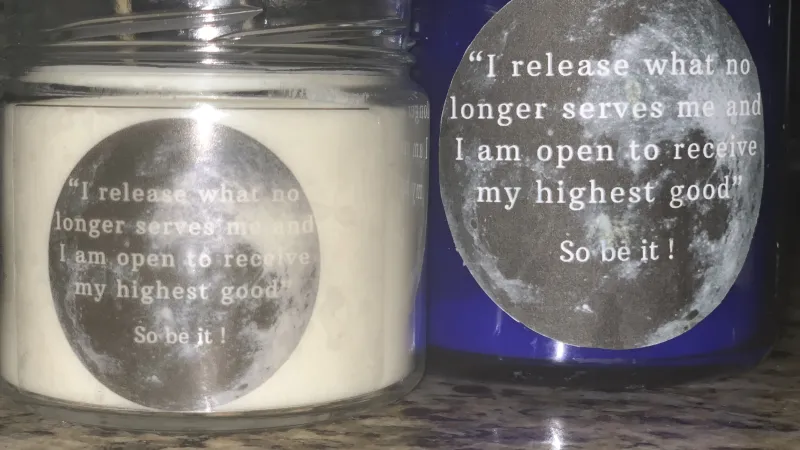 “I release what no
longer serves me and
I am open to receive
my highest good”
So be it !
“I release what no
longer serves me and
I am open to receive
my highest good”
So be it !